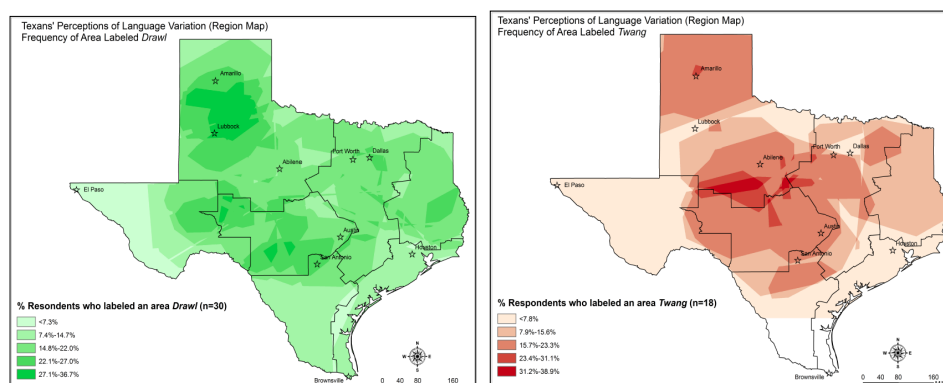 Texans' Perceptions of Language Variation (Region Map)
Frequency of Area Labeled Drawl
Amarillo
Lubbock
Abilene
Fort Worth
Dallas
El Paso
Austin
San Antonio
Houston
Brownsville
% Resondents who labeled an area Drawl (n=30)
<7.3%
7.4%-14.7%
14.8%-22.0%
22.1%-27.0%
27.1%-36.7%
N
W
E
S
0
40
80
160
Texans' Perceptions of Language Variation (Region Map)
Frequency of Area Labeled Twang
Amarillo
Lubbock
Abilene
Fort Worth
Dallas
El Paso
Austin
San Antonio
Houston
Brownsville
% Respondents who labeled an area Twang (n=18)
<7.8%
7.9%-15.6%
15.7%-23.3%
23.4%-31.1%
31.2%-38.9%
N
W
E
S
0
40
80
160